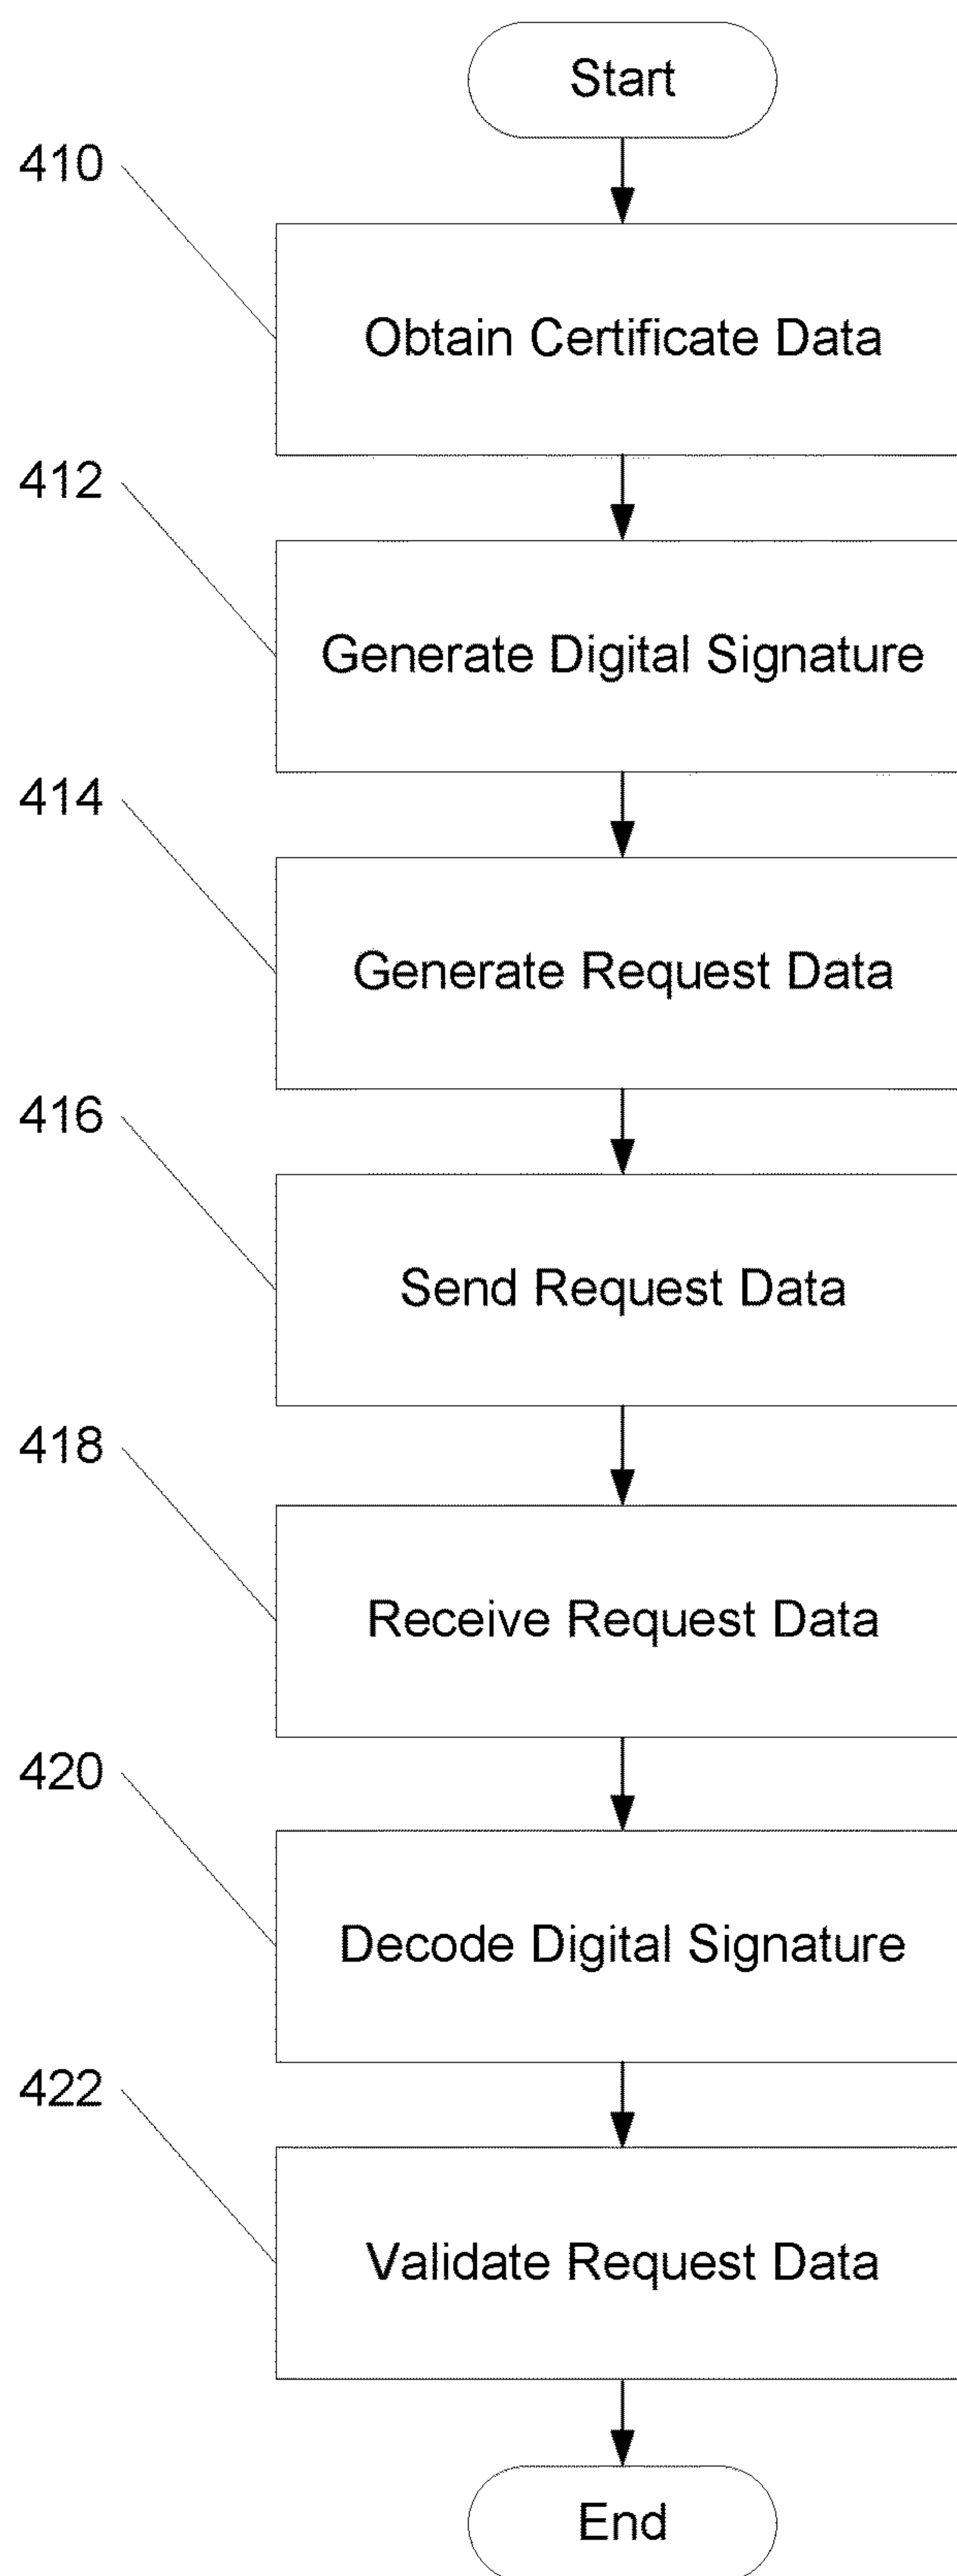 Start
410
Obtain Certificate Data
412
Generate Digital Signature
414
Generate Request Data
416
Send Request Data
418
Receive Request Data
420
Decode Digital Signature
422
Validate Request Data
End